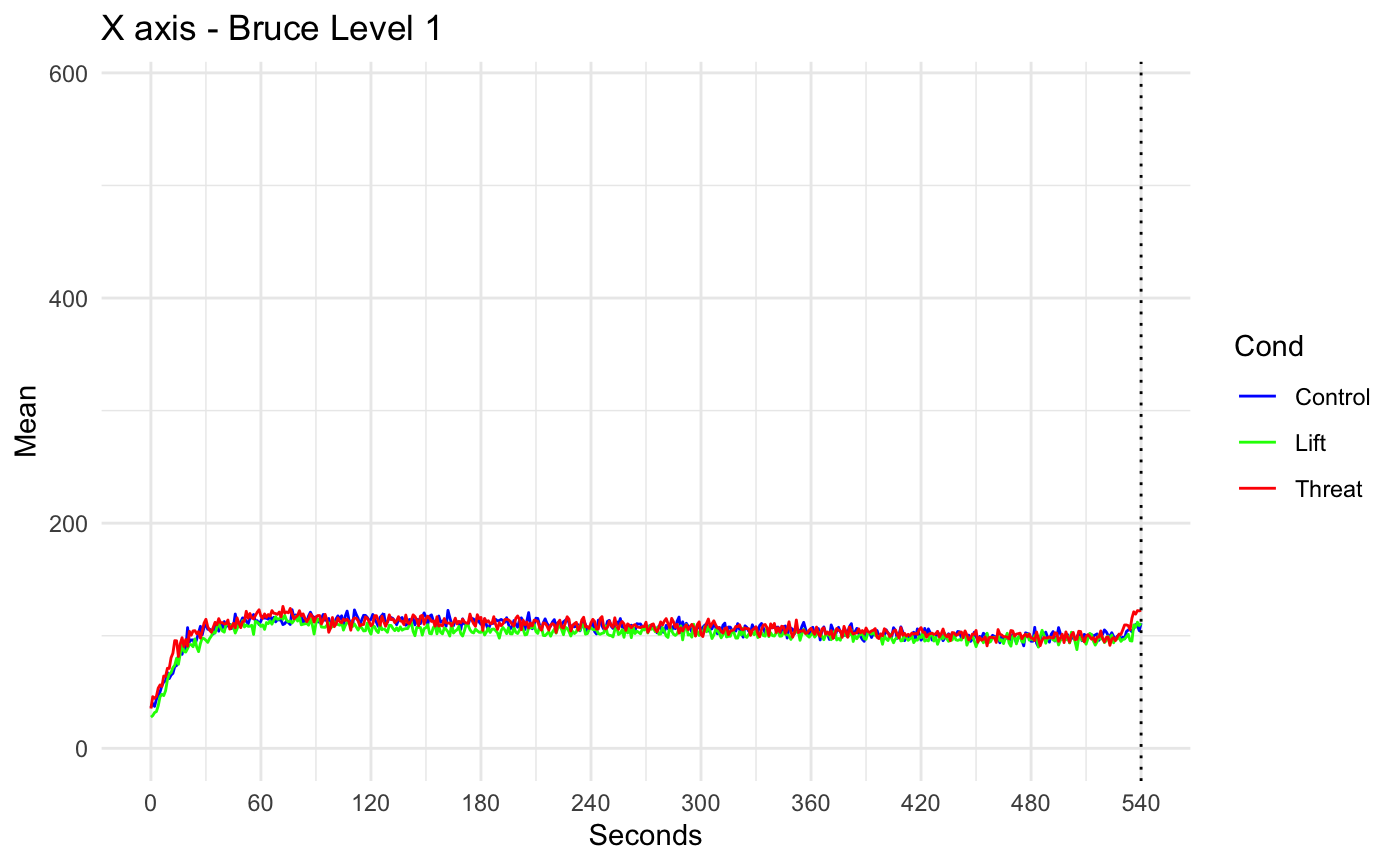 X axis - Bruce Level 1
600
400
200
0
Mean
0 60 120 180 240 300 360 420 480 540
Seconds
Cond
Control
Lift
Threat